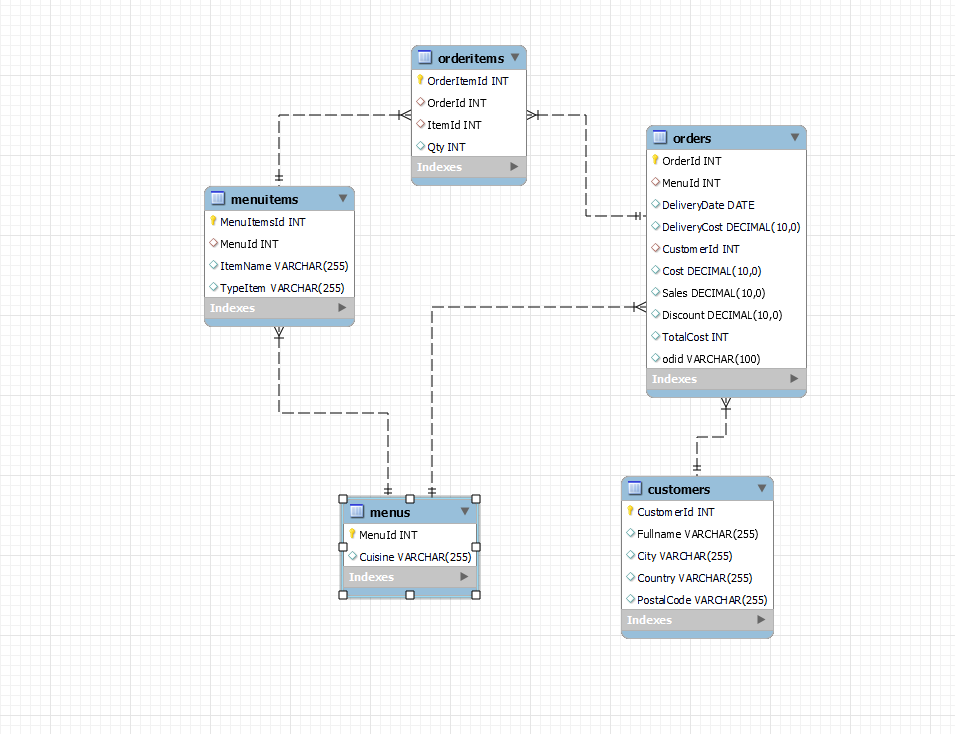 orderitems
OrderItemId INT
OrderId INT
ItemId INT
Qty INT
Indexes
orders
OrderId INT
MenuId INT
DeliveryDate DATE
DeliveryCost DECIMAL(10,0)
CustomerId INT
Cost DECIMAL(10,0)
Sales DECIMAL(10,0)
Discount DECIMAL(10,0)
TotalCost INT
odid VARCHAR(100)
Indexes
menuitems
MenuItemsId INT
MenuId INT
ItemName VARCHAR(255)
TypeItem VARCHAR(255)
Indexes
menus
MenuId INT
Cuisine VARCHAR(255)
Indexes
customers
CustomerId INT
Fullname VARCHAR(255)
City VARCHAR(255)
Country VARCHAR(255)
PostalCode VARCHAR(255)
Indexes